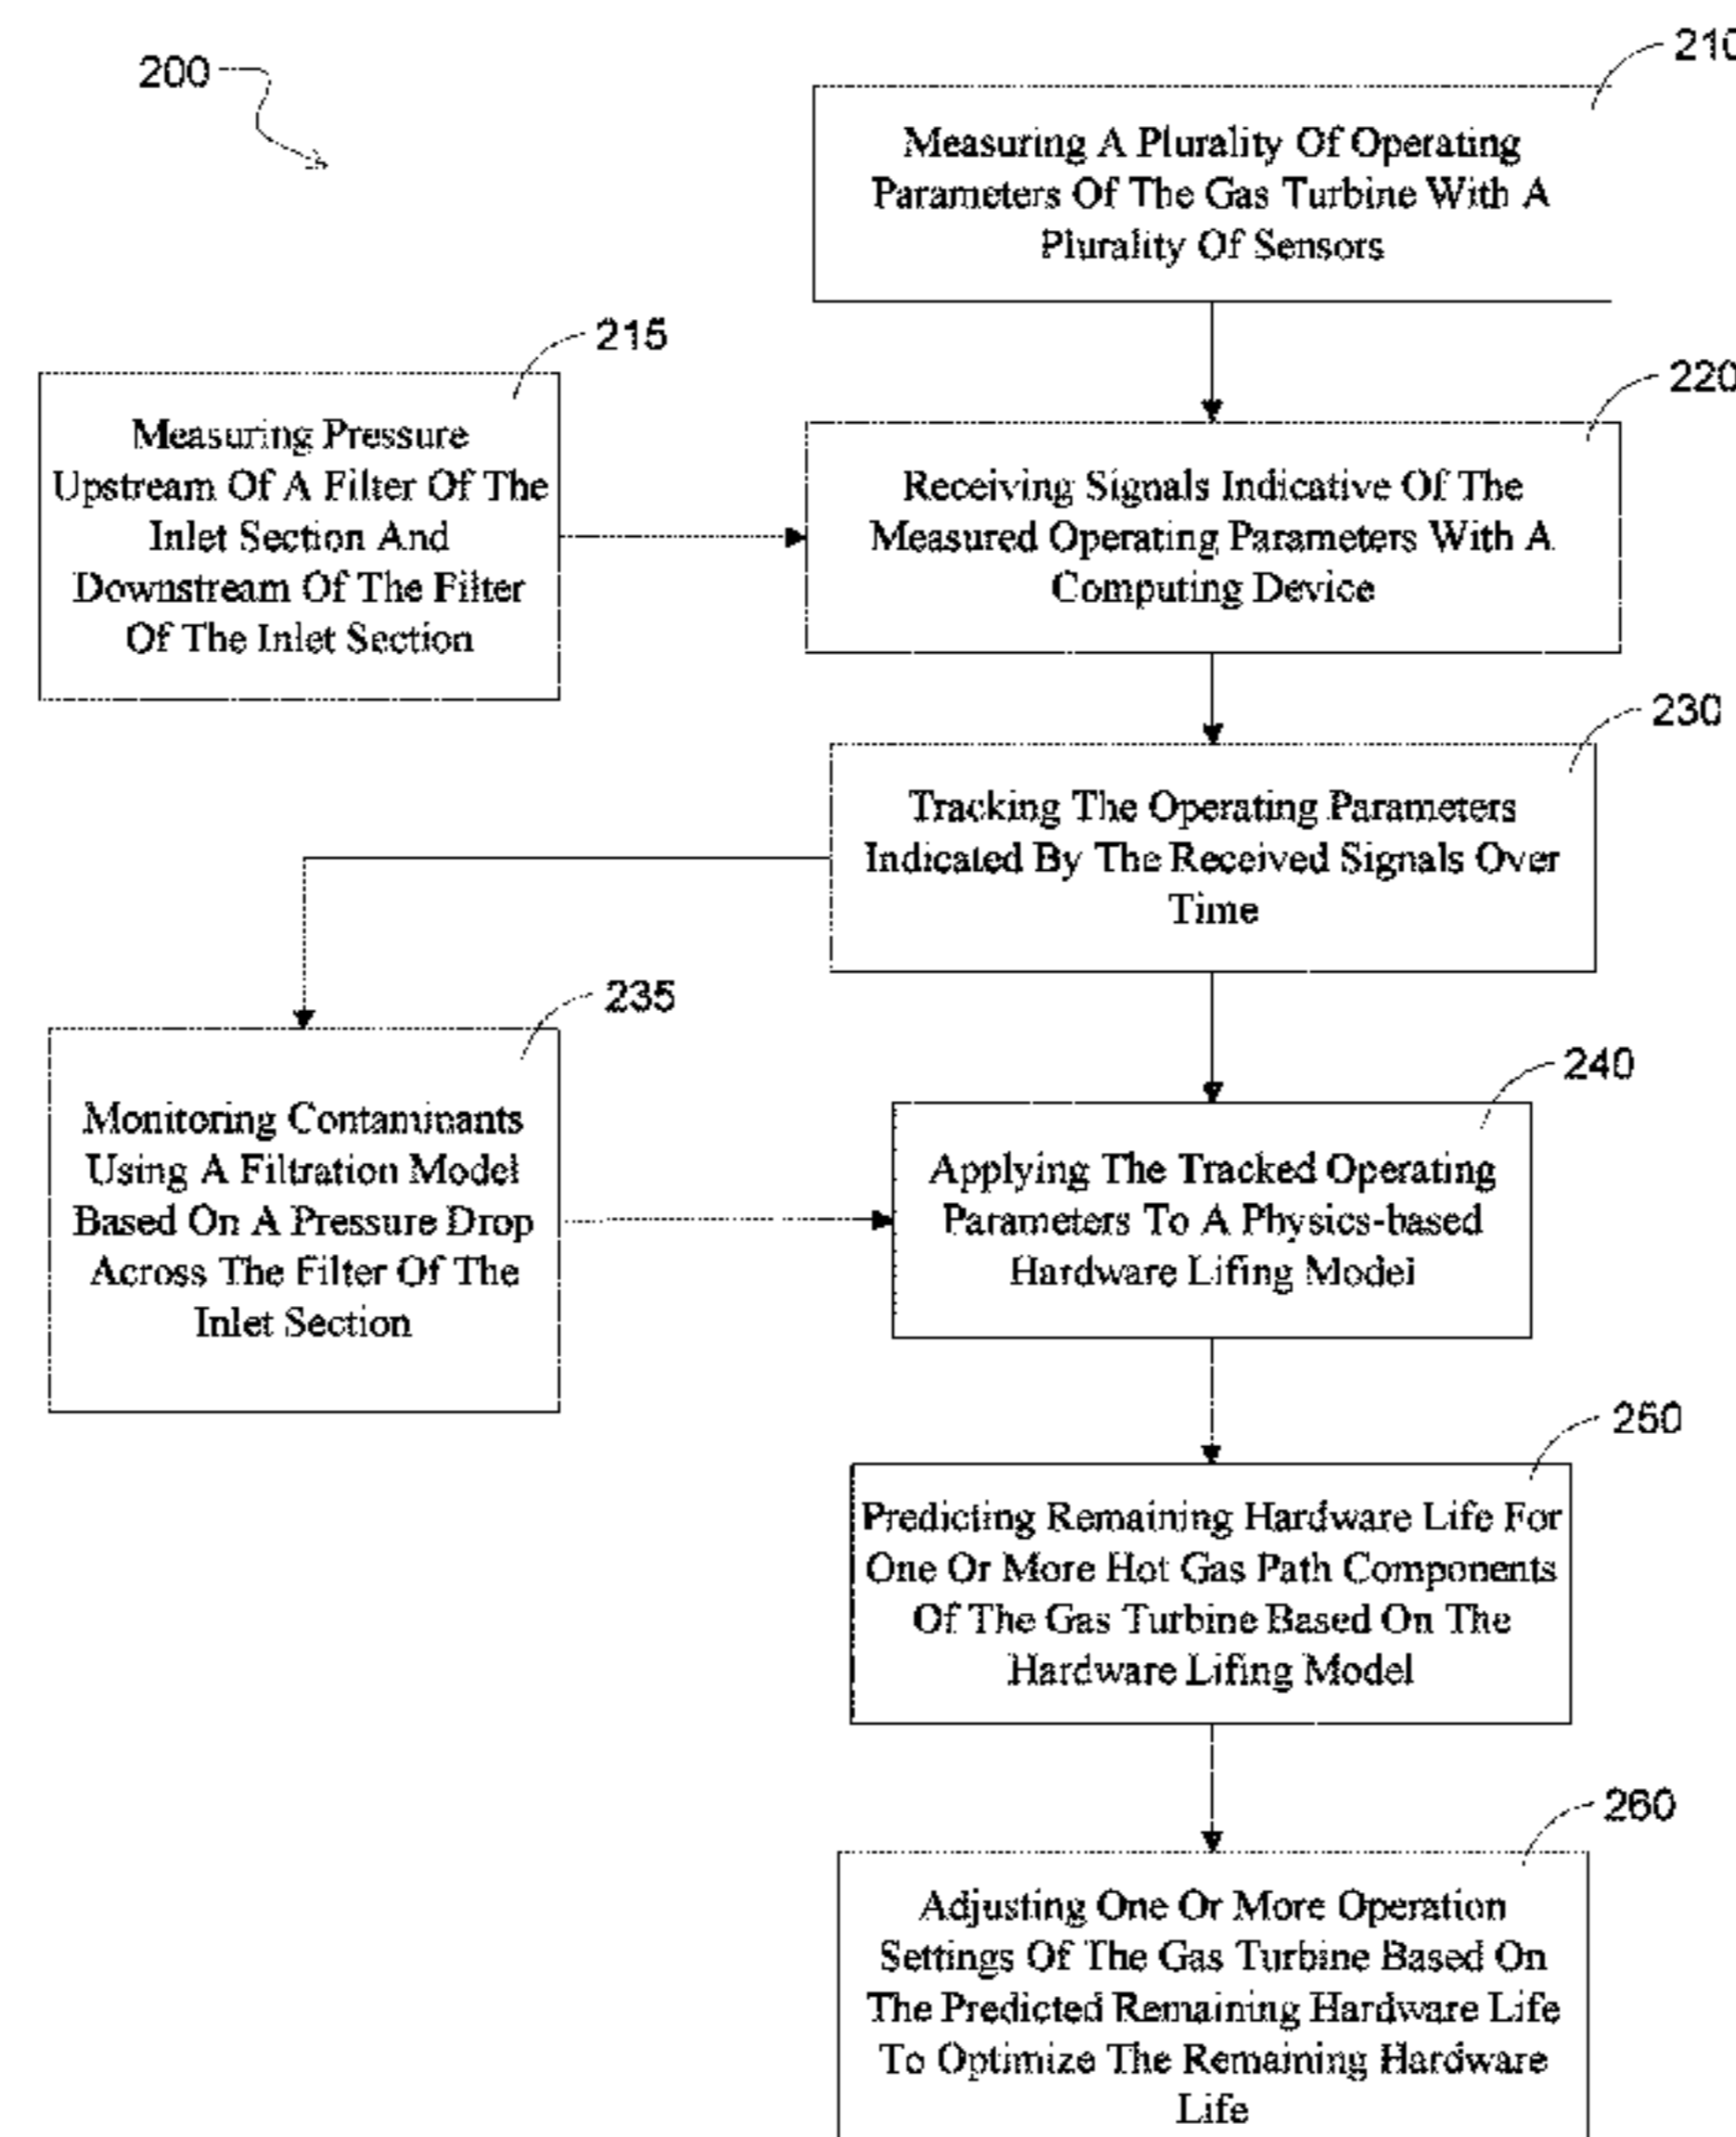 200
210
Measuring A Plurality Of Operating
Parameters Of The Gas Turbine With A
Plurality Of Sensors
215
Measuring Pressure
Upstream Of A Filter Of The
Inlet Section And
Downstream Of The Filter
Of The Inlet Section
220
Receiving Signals Indicative Of The
Measured Operating Parameters With A
Computing Device
230
Tracking The Operating Parameters
Indicated By The Received Signals Over
Time
235
Monitoring Contaminants
Using A Filtration Model
Based On A Pressure Drop
Across The Filter Of The
Inlet Section
240
Applying The Tracked Operating
Parameters To A Physics-based
Hardware Lifing Model
250
Predicting Remaining Hardware Life For
One Or More Hot Gas Path Components
Of The Gas Turbine Based On The
Hardware Lifing Model
260
Adjusting One Or More Operation
Settings Of The Gas Turbine Based On
The Predicted Remaining Hardware Life
To Optimize The Remaining Hardware
Life